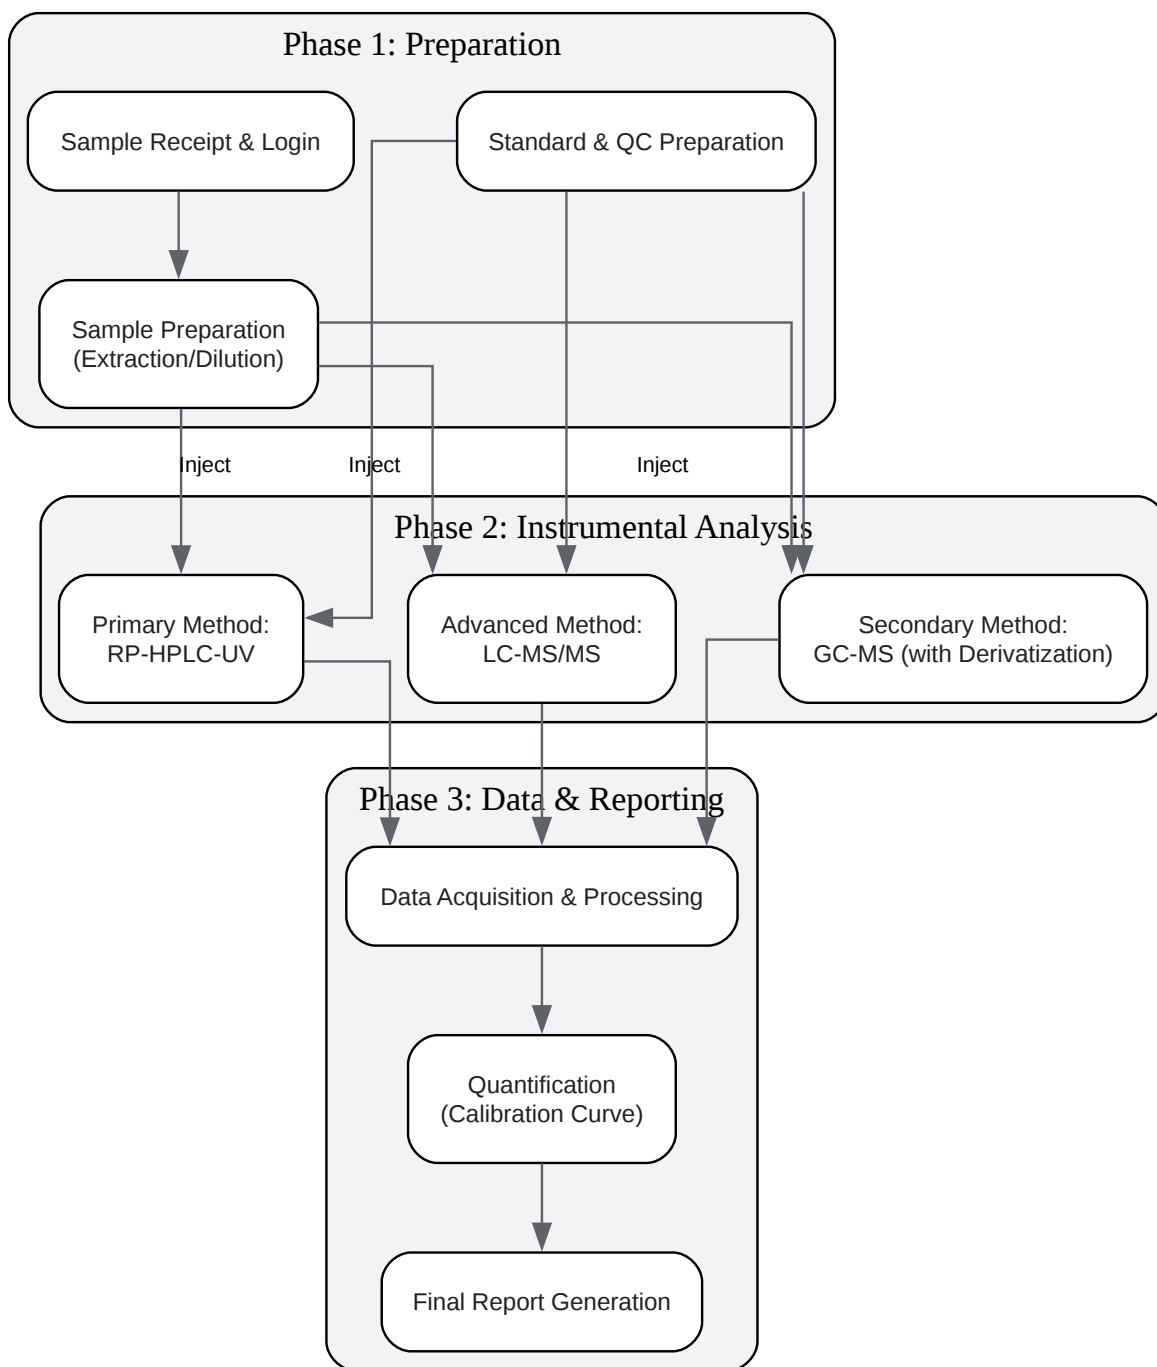 Phase 1: Preparation
Sample Receipt & Login
Standard & QC Preparation
Sample Preparation
(Extraction/Dilution)
Inject
Inject
Inject
Phase 2: Instrumental Analysis
Primary Method:
RP-HPLC-UV
Advanced Method:
LC-MS/MS
Secondary Method:
GC-MS (with Derivatization)
Phase 3: Data & Reporting
Data Acquisition & Processing
Quantification
(Calibration Curve)
Final Report Generation